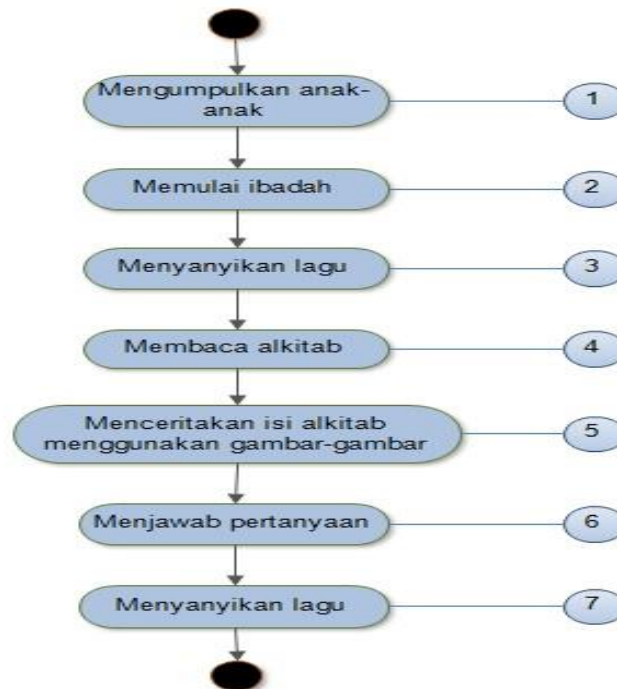 Mengumpulkan anak-
anak
1
Memulai ibadah
2
Menyanyikan lagu
3
Membaca alkitab
4
Menceritakan isi alkitab
menggunakan gambar-gambar
5
Menjawab pertanyaan
6
Menyanyikan lagu
7